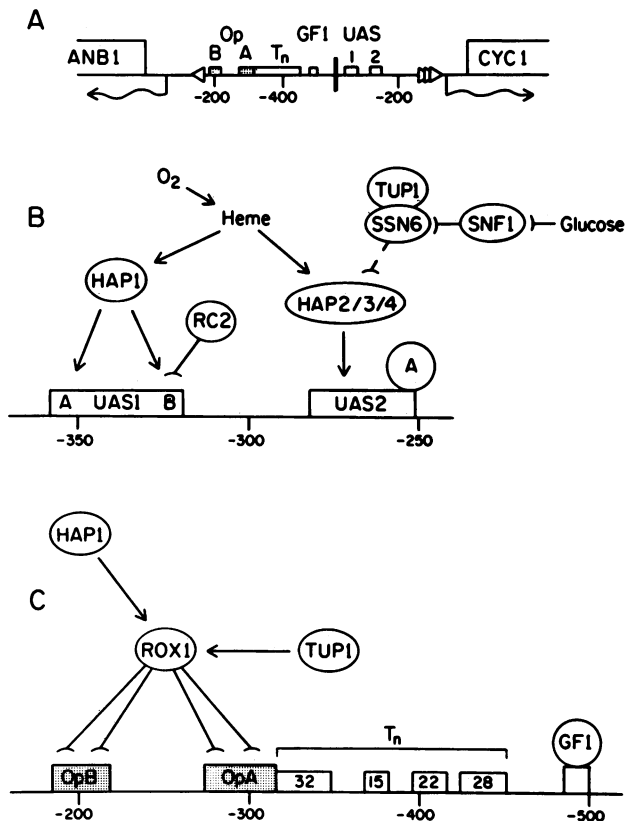 A
ANB1
Op
B A Tn GF1 UAS 1 2
CYC1
-200 -400 -200
B
O2
Heme
TUP1
SSN6
SNF1
Glucose
HAP1
HAP2/3/4
RC2
A
A UAS1 B
UAS2
-350 -300 -250
C
HAP1
ROX1
TUP1
Tn
GF1
OpB
OpA
32 15 22 28
-200 -300 -400 -500